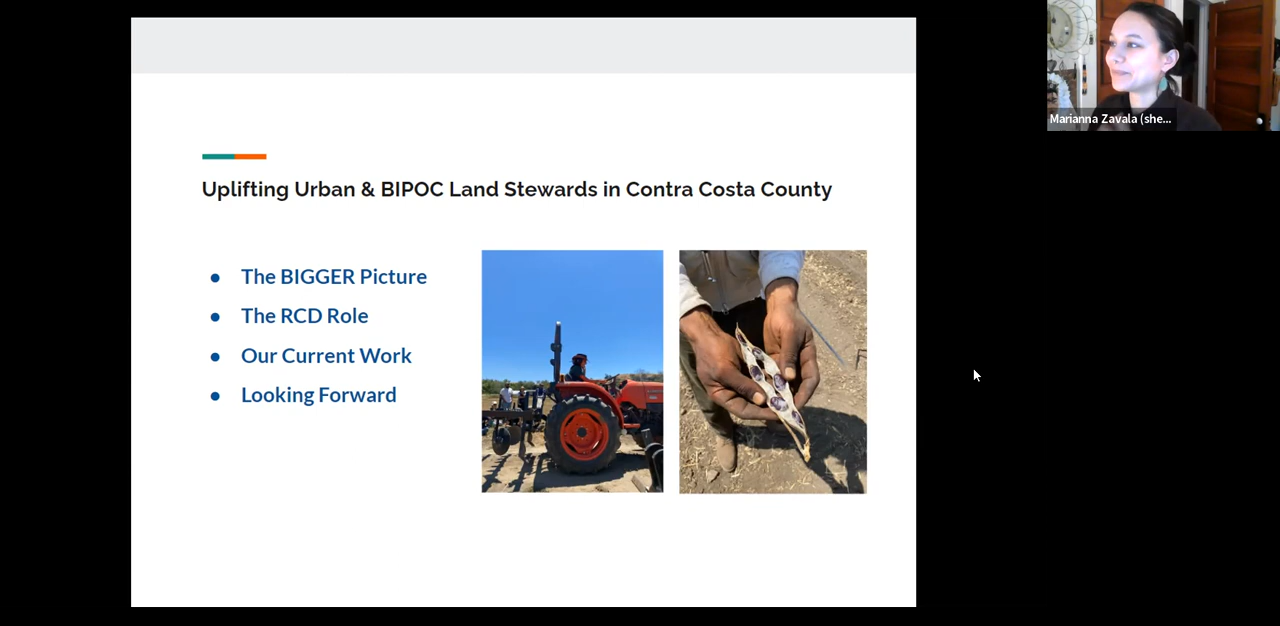 Marianna Zavala (she...
Uplifting Urban & BIPOC Land Stewards in Contra Costa County
● The BIGGER Picture
● The RCD Role
● Our Current Work
● Looking Forward